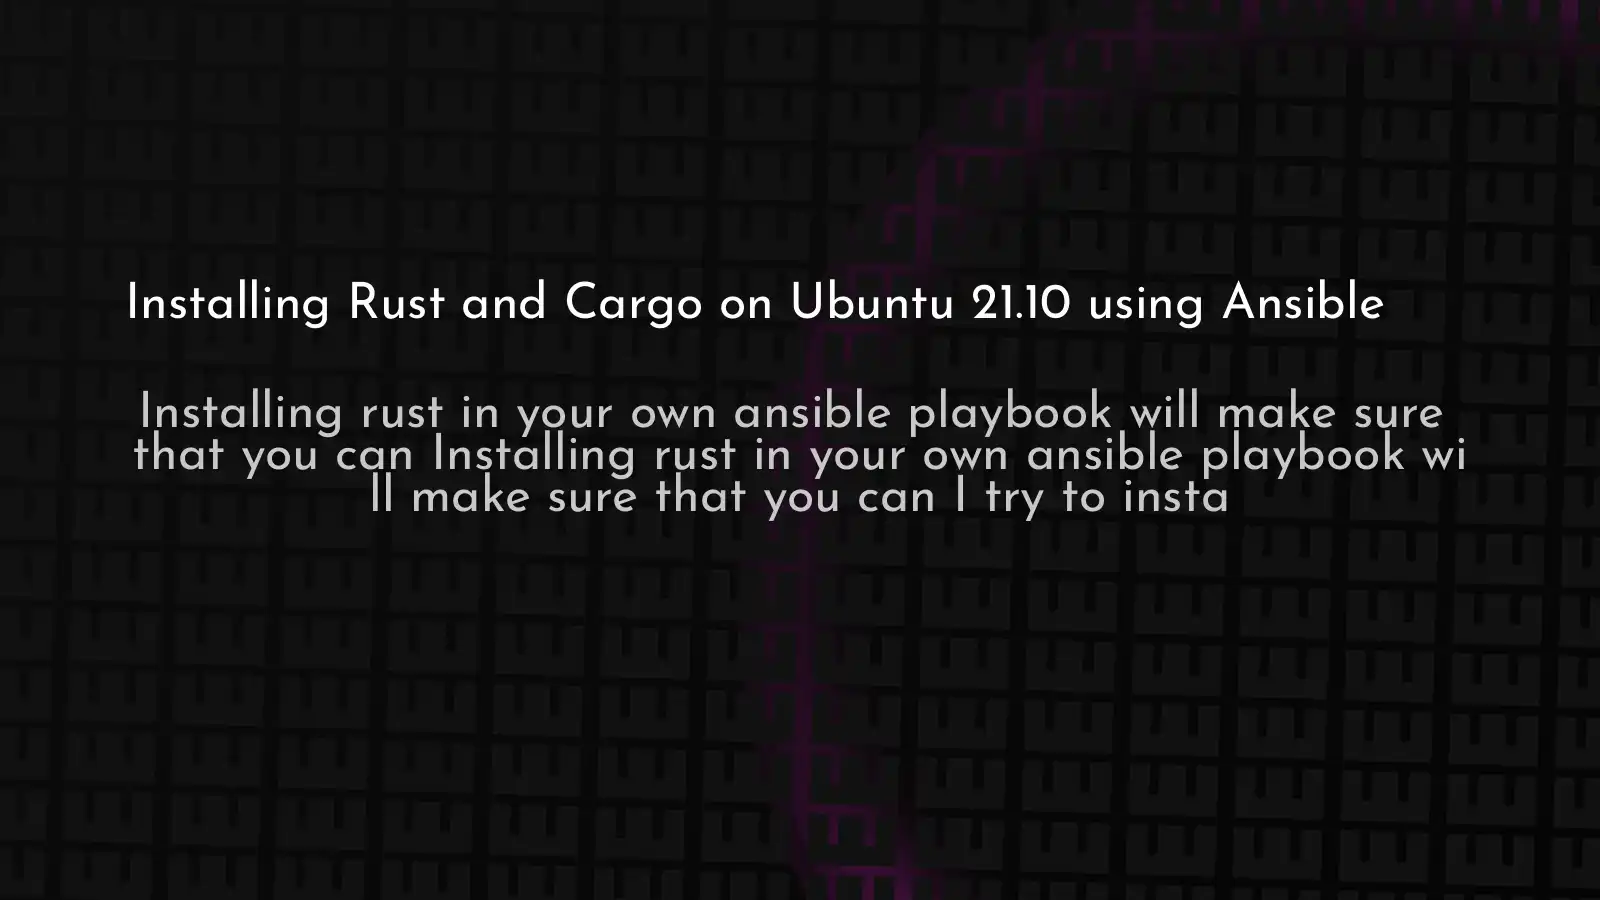 Installing Rust and Cargo on Ubuntu 21.10 using Ansible
Installing rust in your own ansible playbook will make sure
that you can Installing rust in your own ansible playbook wi
ll make sure that you can I try to insta